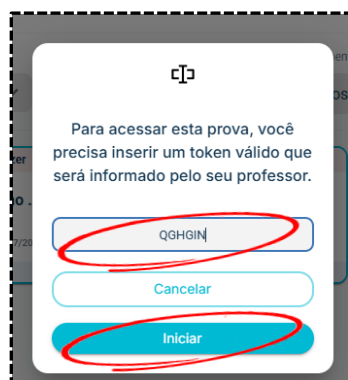 Para acessar esta prova, você
precisa inserir um token válido que
será informado pelo seu professor.
QGHGIN
Cancelar
Iniciar